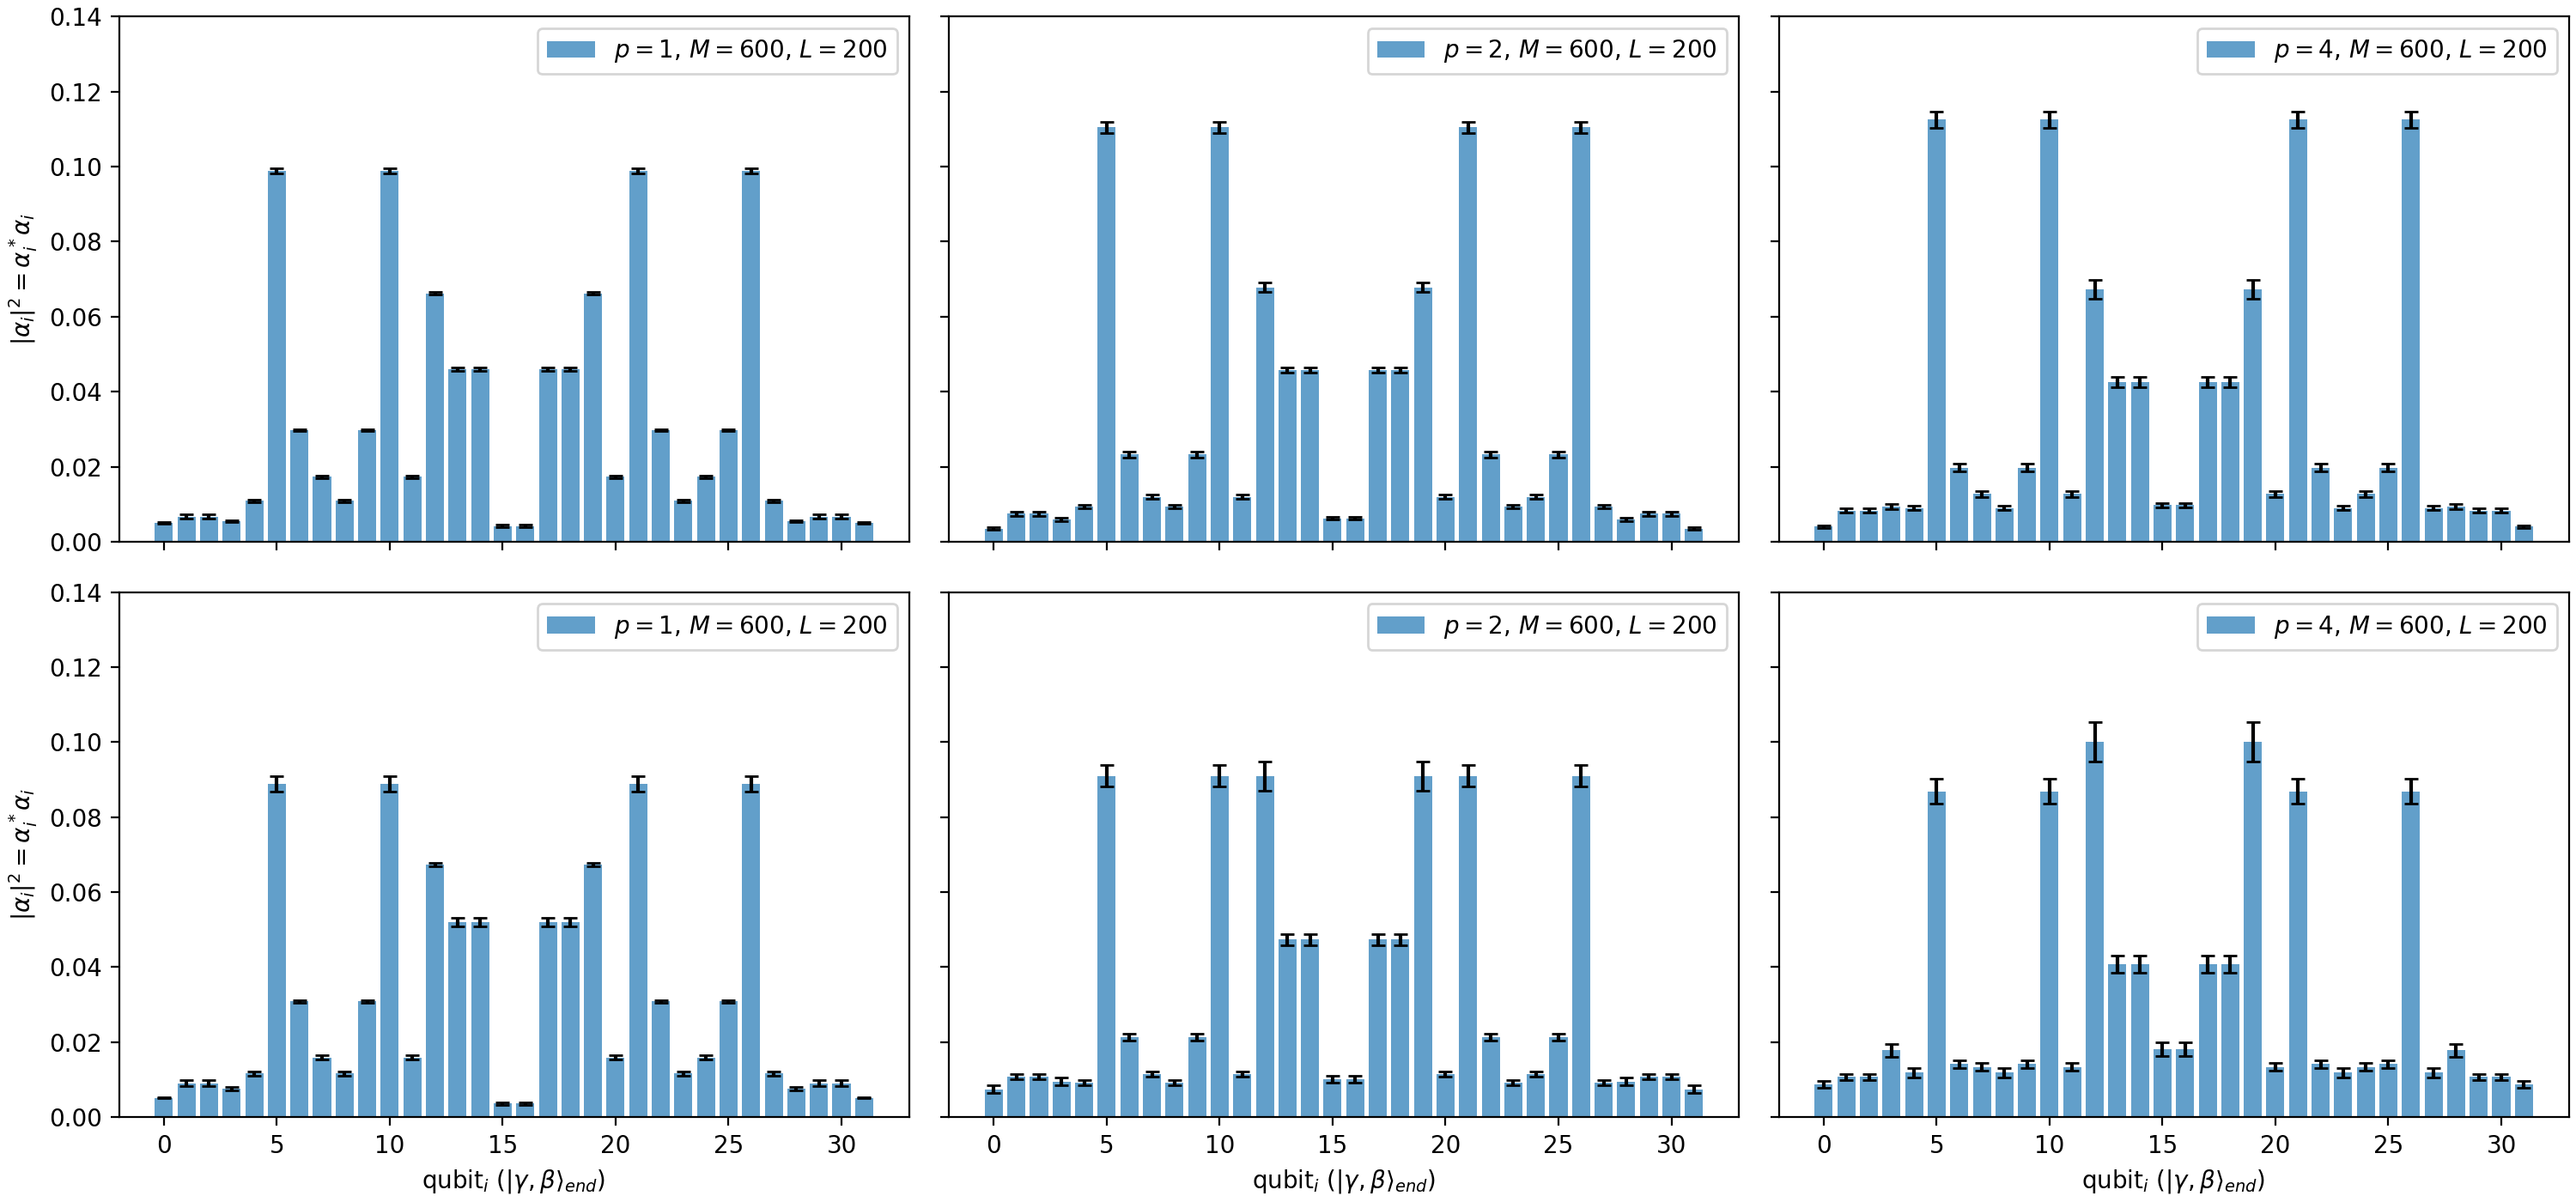 0.14
0.12
0.10
0.08
0.06
0.04
0.02
0.00
|α_i|^2 = α_i^* α_i
p = 1, M = 600, L = 200
p = 2, M = 600, L = 200
p = 4, M = 600, L = 200
0.14
0.12
0.10
0.08
0.06
0.04
0.02
0.00
|α_i|^2 = α_i^* α_i
p = 1, M = 600, L = 200
p = 2, M = 600, L = 200
p = 4, M = 600, L = 200
0 5 10 15 20 25 30
0 5 10 15 20 25 30
0 5 10 15 20 25 30
qubit_i (|γ, β⟩_end)
qubit_i (|γ, β⟩_end)
qubit_i (|γ, β⟩_end)